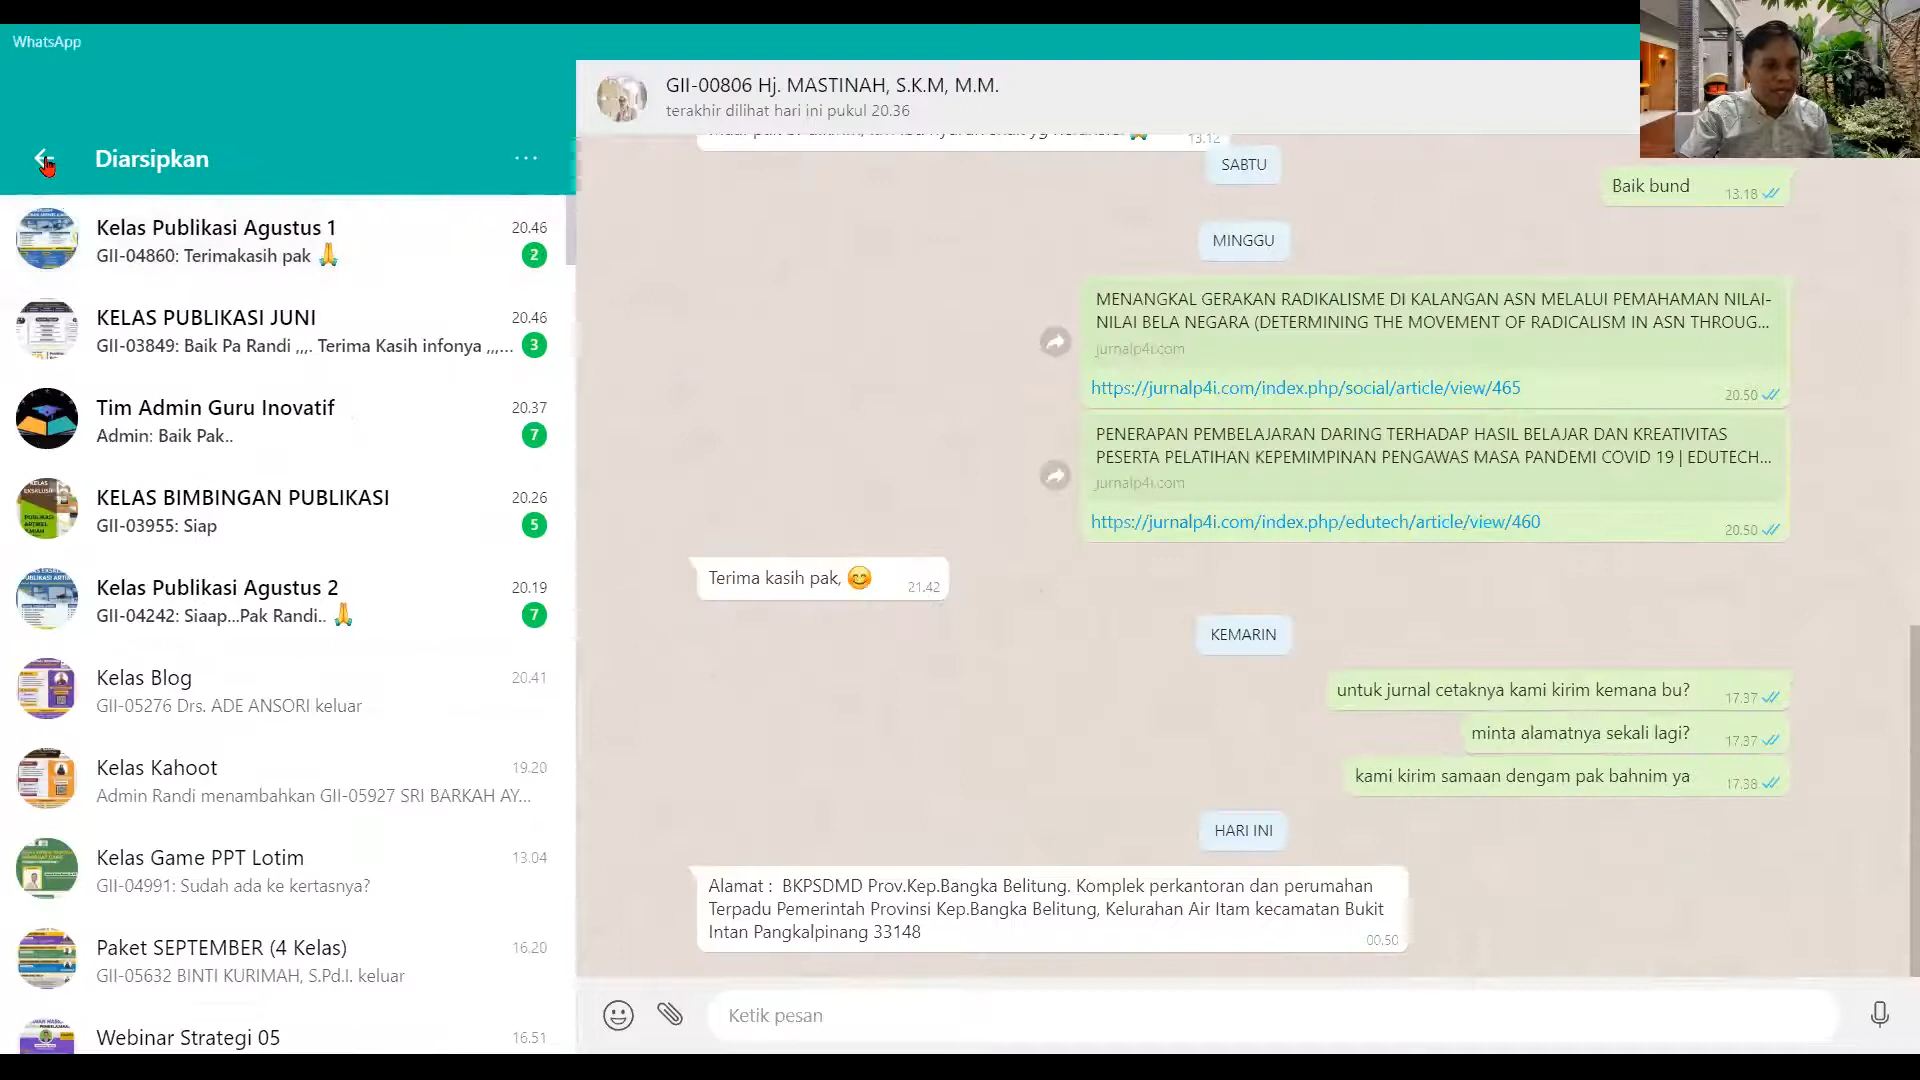 WhatsApp
Diarsipkan
Kelas Publikasi Agustus 1
20.46
GII-04860: Terimakasih pak 🙏
2
KELAS PUBLIKASI JUNI
20.46
GII-03849: Baik Pa Randi ,,,. Terima Kasih infonya ,,,...
3
Tim Admin Guru Inovatif
20.37
Admin: Baik Pak..
7
KELAS BIMBINGAN PUBLIKASI
20.26
GII-03955: Siap
5
Kelas Publikasi Agustus 2
20.19
GII-04242: Siaap...Pak Randi.. 🙏
7
Kelas Blog
20.41
GII-05276 Drs. ADE ANSORI keluar
Kelas Kahoot
19.20
Admin Randi menambahkan GII-05927 SRI BARKAH AY...
Kelas Game PPT Lotim
13.04
GII-04991: Sudah ada ke kertasnya?
Paket SEPTEMBER (4 Kelas)
16.20
GII-05632 BINTI KURIMAH, S.Pd.I. keluar
Webinar Strategi 05
16.51
GII-00806 Hj. MASTINAH, S.K.M, M.M.
terakhir dilihat hari ini pukul 20.36
13.12
SABTU
Baik bund
13.18
MINGGU
MENANGKAL GERAKAN RADIKALISME DI KALANGAN ASN MELALUI PEMAHAMAN NILAI-
NILAI BELA NEGARA (DETERMINING THE MOVEMENT OF RADICALISM IN ASN THROUG...
jurnalp4i.com
https://jurnalp4i.com/index.php/social/article/view/465
20.50
PENERAPAN PEMBELAJARAN DARING TERHADAP HASIL BELAJAR DAN KREATIVITAS
PESERTA PELATIHAN KEPEMIMPINAN PENGAWAS MASA PANDEMI COVID 19 | EDUTECH...
jurnalp4i.com
https://jurnalp4i.com/index.php/edutech/article/view/460
20.50
Terima kasih pak, 😊
21.42
KEMARIN
untuk jurnal cetaknya kami kirim kemana bu?
17.37
minta alamatnya sekali lagi?
17.37
kami kirim samaan dengam pak bahnim ya
17.38
HARI INI
Alamat : BKPSDMD Prov.Kep.Bangka Belitung. Komplek perkantoran dan perumahan
Terpadu Pemerintah Provinsi Kep.Bangka Belitung, Kelurahan Air Itam kecamatan Bukit
Intan Pangkalpinang 33148
00.50
Ketik pesan